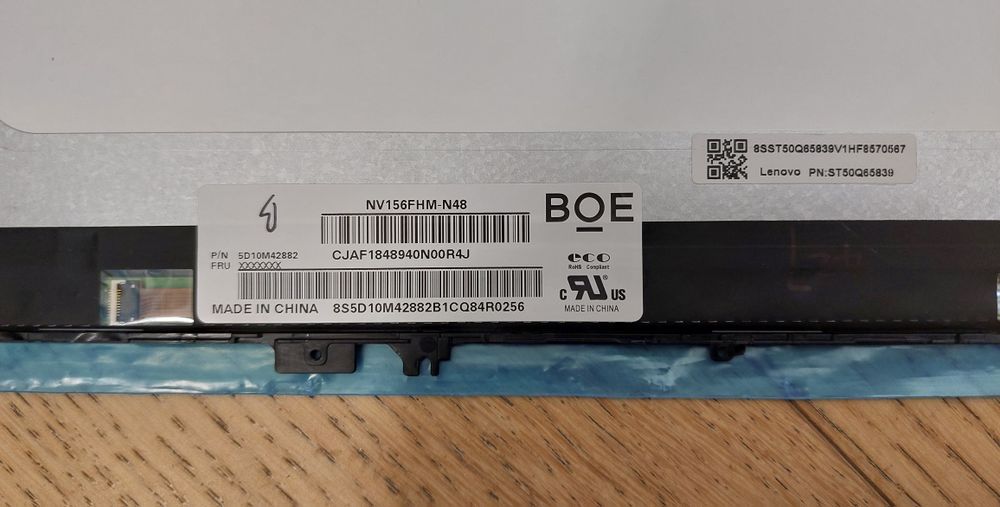 8SST50Q65839V1HF8570567
Lenovo PN:ST50Q65839
NV156FHM-N48
BOE
P/N 5D10M42882
CJAF1848940N00R4J
FRU XXXXXXX
eco
RoHS Compliant
MADE IN CHINA 8S5D10M42882B1CQ84R0256
c RU ® US
MADE IN CHINA